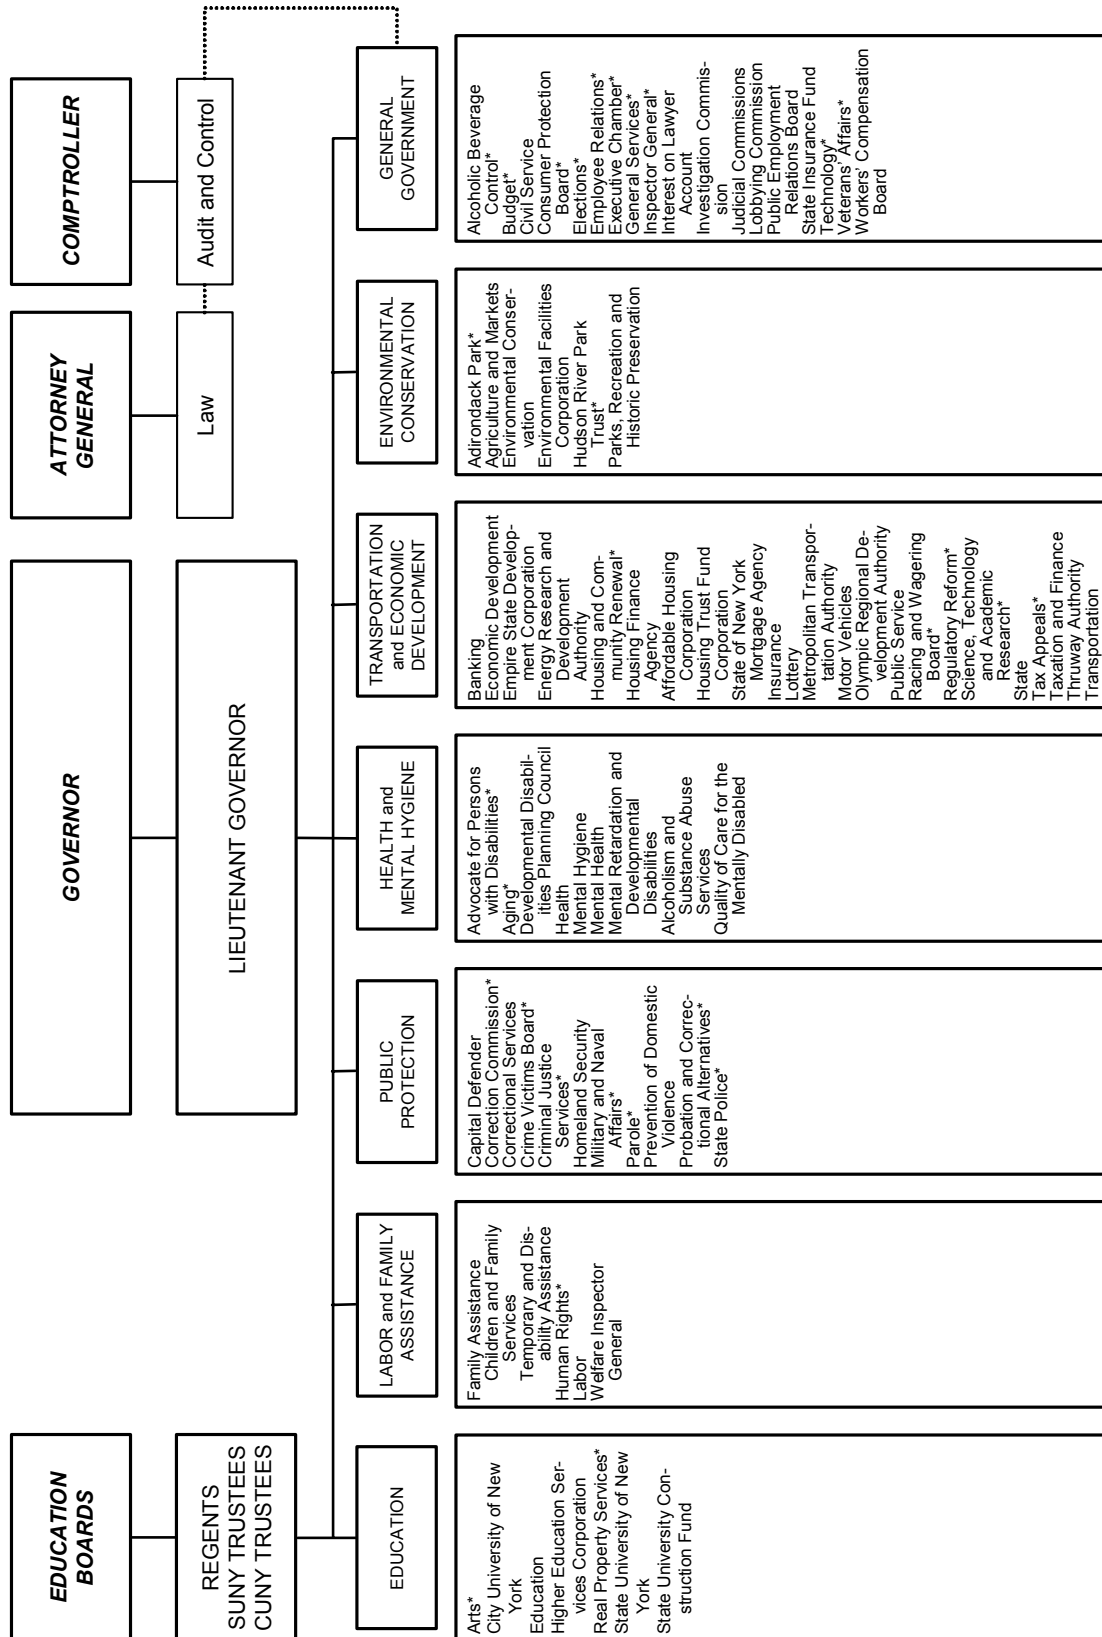 EDUCATION
BOARDS
GOVERNOR
ATTORNEY
GENERAL
COMPTROLLER
REGENTS
SUNY TRUSTEES
CUNY TRUSTEES
LIEUTENANT GOVERNOR
Law
Audit and Control
EDUCATION
LABOR and FAMILY
ASSISTANCE
PUBLIC
PROTECTION
HEALTH and
MENTAL HYGIENE
TRANSPORTATION
and ECONOMIC
DEVELOPMENT
ENVIRONMENTAL
CONSERVATION
GENERAL
GOVERNMENT
Arts*
City University of New
York
Education
Higher Education Ser-
vices Corporation
Real Property Services*
State University of New
York
State University Con-
struction Fund
Family Assistance
Children and Family
Services
Temporary and Dis-
ability Assistance
Human Rights*
Labor
Welfare Inspector
General
Capital Defender
Correction Commission*
Correctional Services
Crime Victims Board*
Criminal Justice
Services*
Homeland Security
Military and Naval
Affairs*
Parole*
Prevention of Domestic
Violence
Probation and Correc-
tional Alternatives*
State Police*
Advocate for Persons
with Disabilities*
Aging*
Developmental Disabil-
ities Planning Council
Health
Mental Hygiene
Mental Health
Mental Retardation and
Developmental
Disabilities
Alcoholism and
Substance Abuse
Services
Quality of Care for the
Mentally Disabled
Banking
Economic Development
Empire State Develop-
ment Corporation
Energy Research and
Development
Authority
Housing and Com-
munity Renewal*
Housing Finance
Agency
Affordable Housing
Corporation
Housing Trust Fund
Corporation
State of New York
Mortgage Agency
Insurance
Lottery
Metropolitan Transpor-
tation Authority
Motor Vehicles
Olympic Regional De-
velopment Authority
Public Service
Racing and Wagering
Board*
Regulatory Reform*
Science, Technology
and Academic
Research*
State
Tax Appeals*
Taxation and Finance
Thruway Authority
Transportation
Adirondack Park*
Agriculture and Markets
Environmental Conser-
vation
Environmental Facilities
Corporation
Hudson River Park
Trust*
Parks, Recreation and
Historic Preservation
Alcoholic Beverage
Control*
Budget*
Civil Service
Consumer Protection
Board*
Elections*
Employee Relations*
Executive Chamber*
General Services*
Inspector General*
Interest on Lawyer
Account
Investigation Commis-
sion
Judicial Commissions
Lobbying Commission
Public Employment
Relations Board
State Insurance Fund
Technology*
Veterans' Affairs*
Workers' Compensation
Board